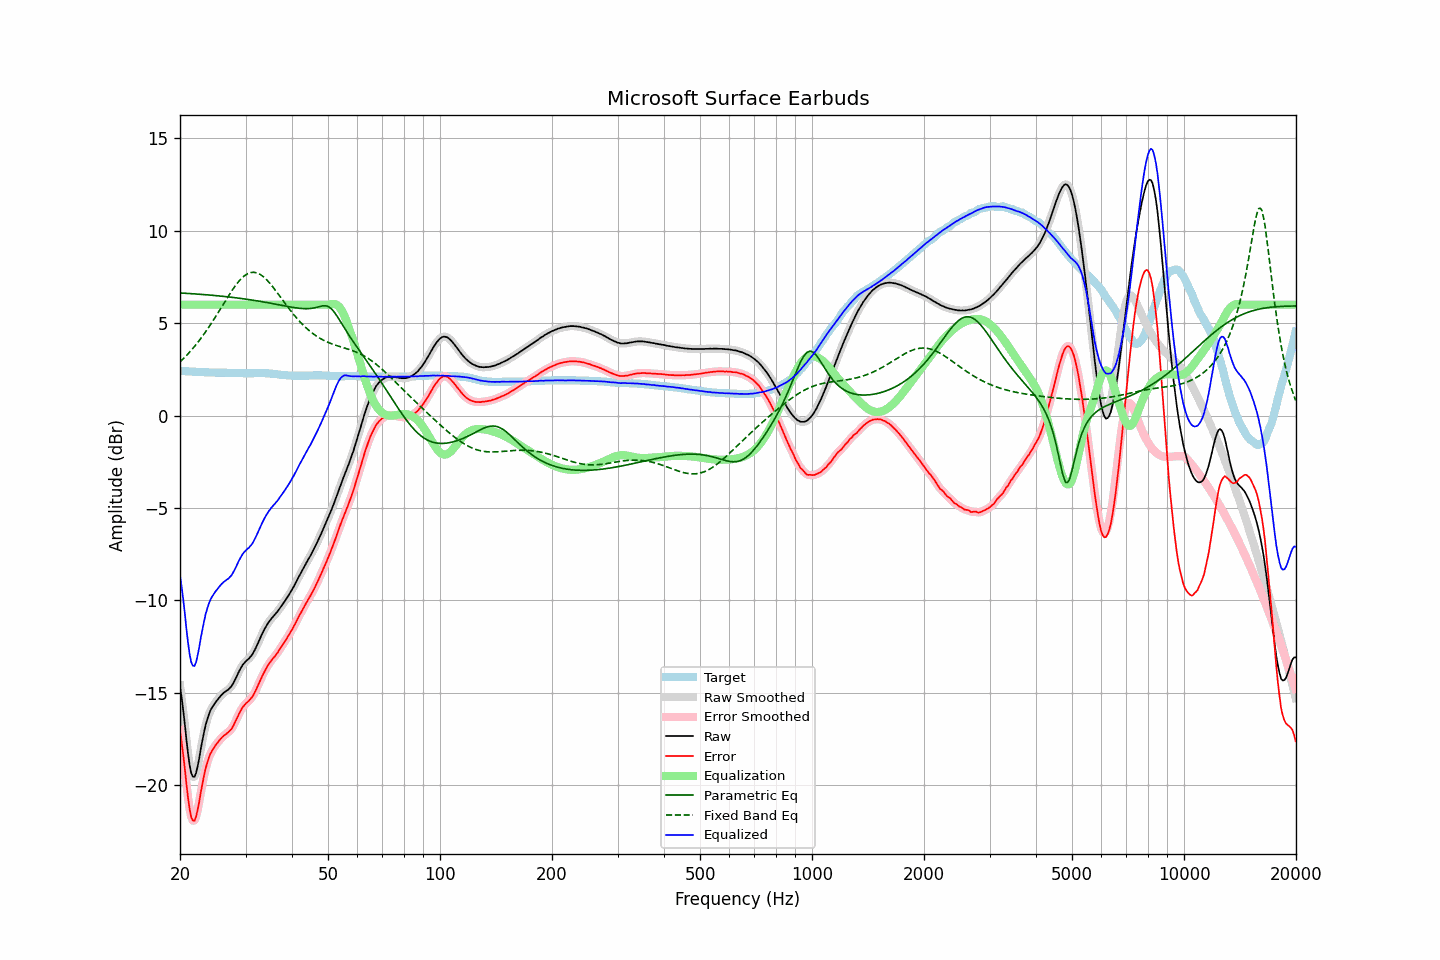 Microsoft Surface Earbuds
Amplitude (dBr)
15
10
5
0
−5
−10
−15
−20
Target
Raw Smoothed
Error Smoothed
Raw
Error
Equalization
Parametric Eq
Fixed Band Eq
Equalized
20 50 100 200 500 1000 2000 5000 10000 20000
Frequency (Hz)